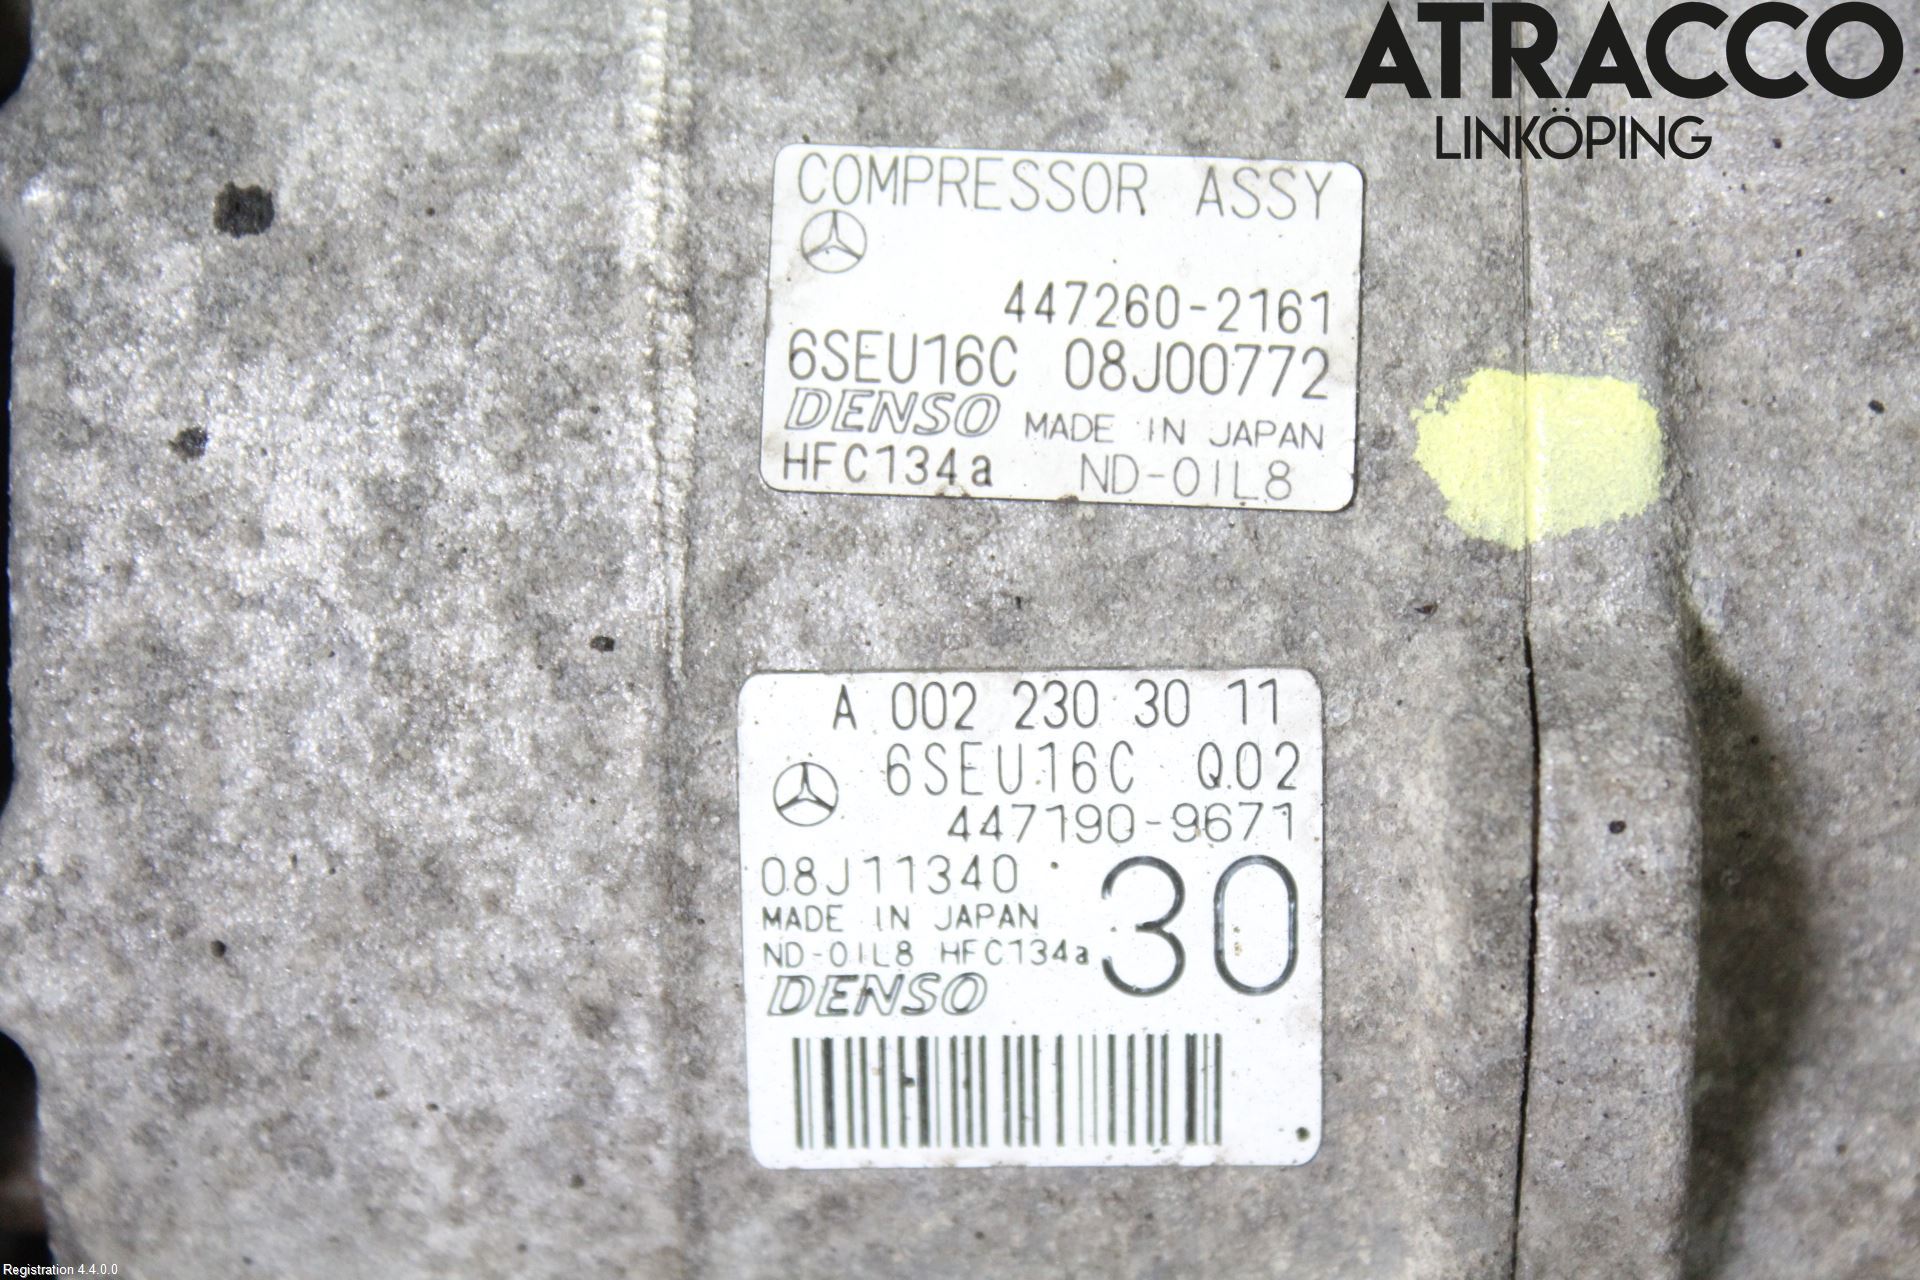 ATRACCO
LINKÖPING
COMPRESSOR ASSY
447260-2161
6SEU16C 08J00772
DENSO MADE IN JAPAN
HFC134a ND-OIL8
A 002 230 30 11
6SEU16C Q02
447190-9671
08J11340
30
MADE IN JAPAN
ND-OIL8 HFC134a
DENSO
Registration 4.4.0.0